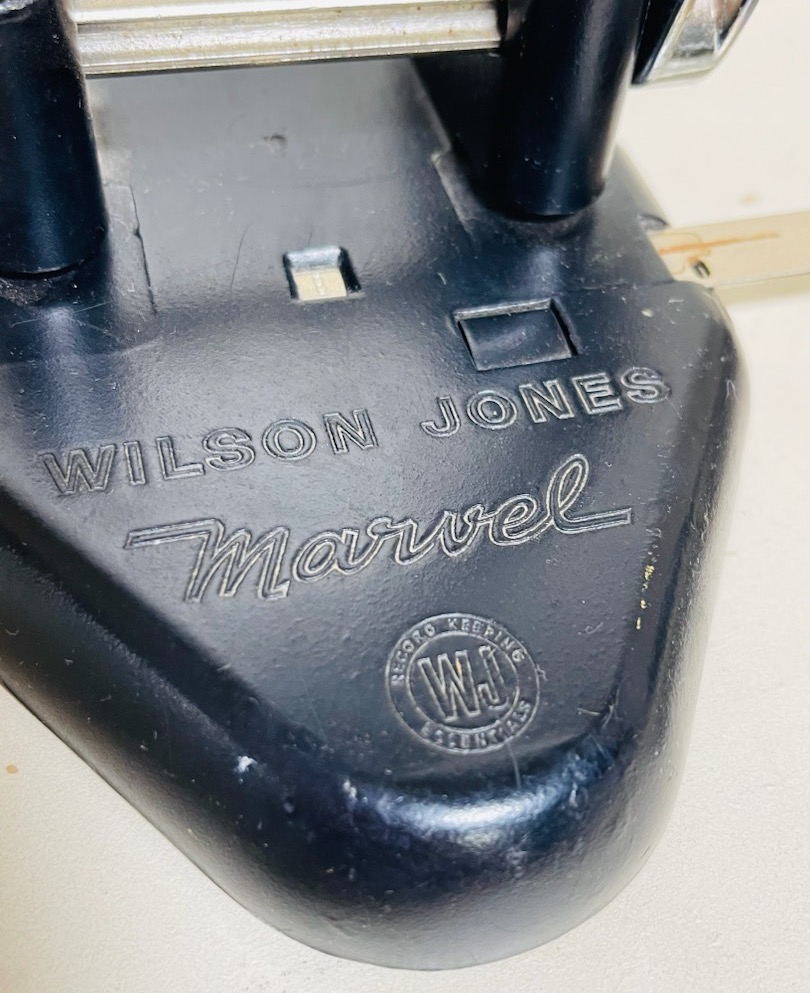 WILSON JONES
Marvel
RECORD KEEPING
WJ
ESSENTIALS